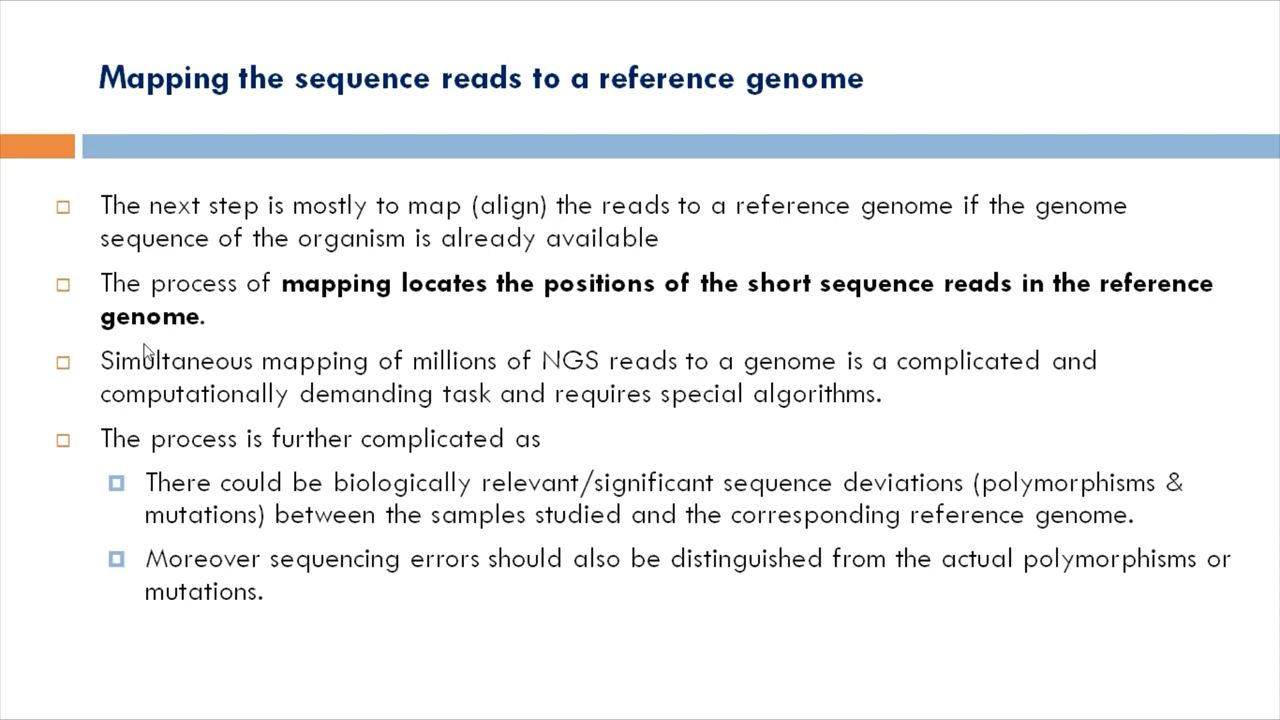 Mapping the sequence reads to a reference genome
The next step is mostly to map (align) the reads to a reference genome if the genome
sequence of the organism is already available
The process of mapping locates the positions of the short sequence reads in the reference
genome.
Simultaneous mapping of millions of NGS reads to a genome is a complicated and
computationally demanding task and requires special algorithms.
The process is further complicated as
There could be biologically relevant/significant sequence deviations (polymorphisms &
mutations) between the samples studied and the corresponding reference genome.
Moreover sequencing errors should also be distinguished from the actual polymorphisms or
mutations.